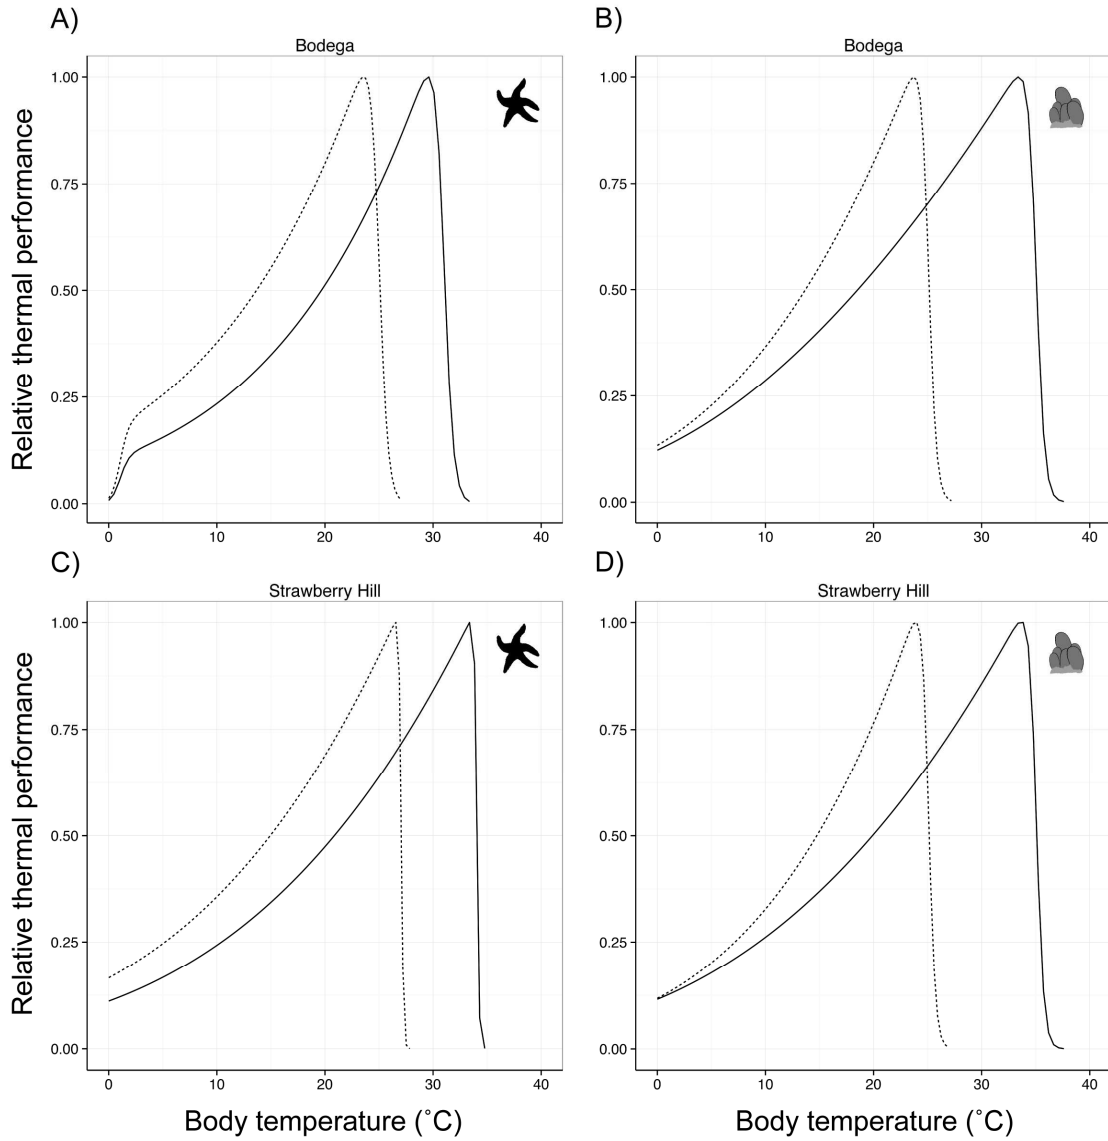 A)
Bodega
Relative thermal performance
1.00
0.75
0.50
0.25
0.00
0 10 20 30 40
B)
Bodega
1.00
0.75
0.50
0.25
0.00
0 10 20 30 40
C)
Strawberry Hill
Relative thermal performance
1.00
0.75
0.50
0.25
0.00
0 10 20 30 40
Body temperature (˚C)
D)
Strawberry Hill
1.00
0.75
0.50
0.25
0.00
0 10 20 30 40
Body temperature (˚C)